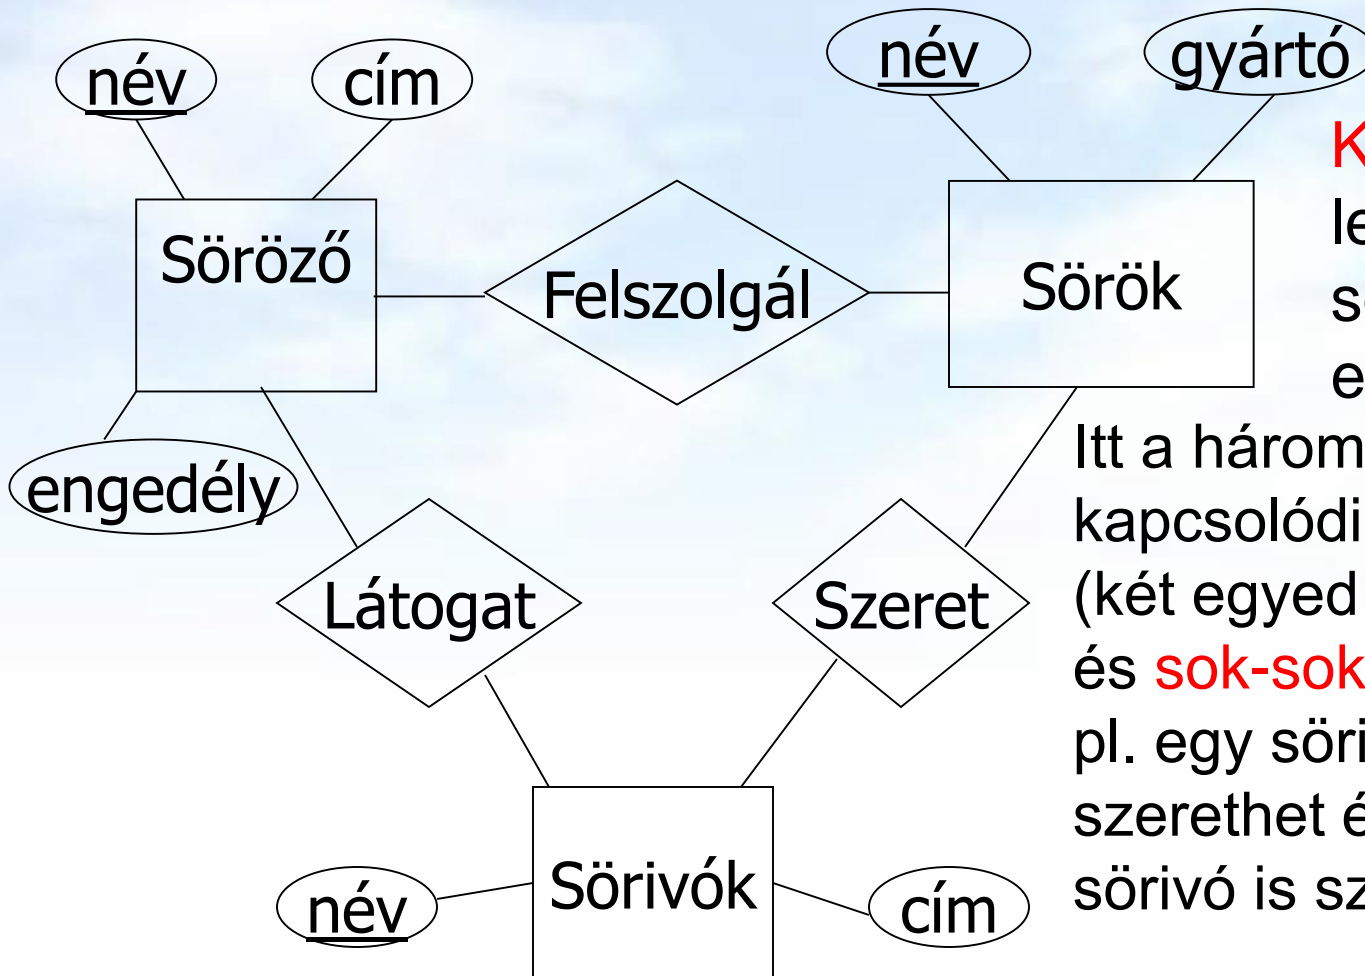 név cím név gyártó
K
le
Söröző Felszolgál Sörök
e
Itt a három
engedély
kapcsolódi
(két egyed
Látogat Szeret
és sok-sok
pl. egy söri
szerethet é
Sörivók
név cím
sörivó is sz